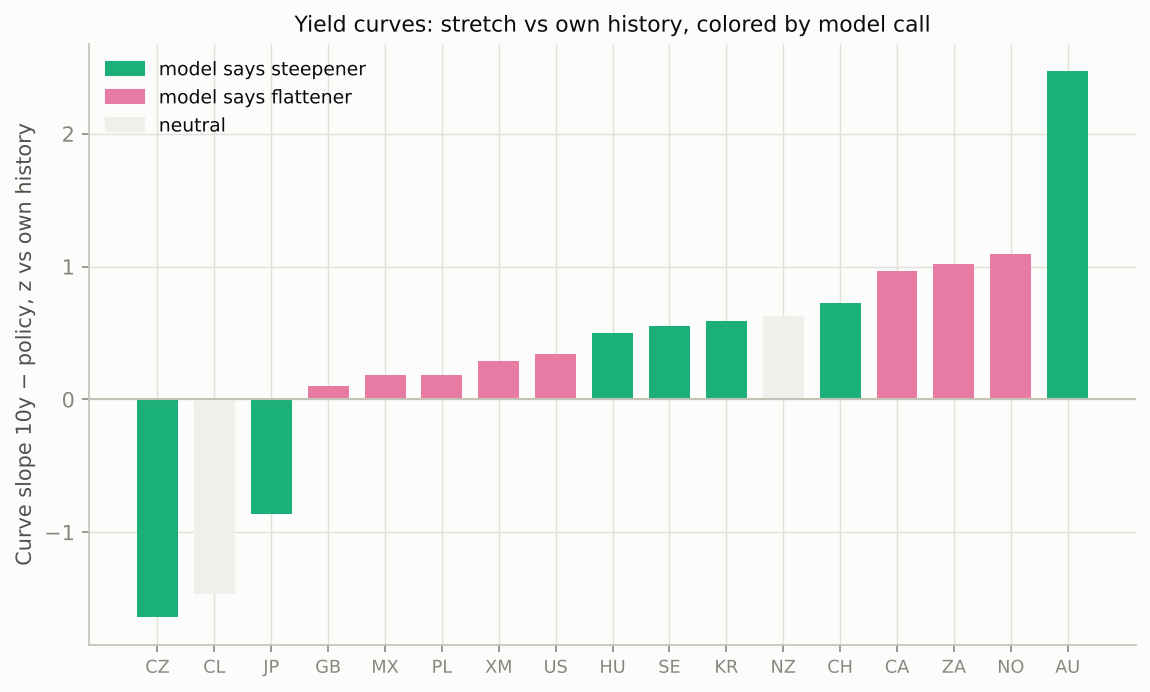 Yield curves: stretch vs own history, colored by model call
model says steepener
model says flattener
neutral
Curve slope 10y − policy, z vs own history
2
1
0
−1
CZ CL JP GB MX PL XM US HU SE KR NZ CH CA ZA NO AU